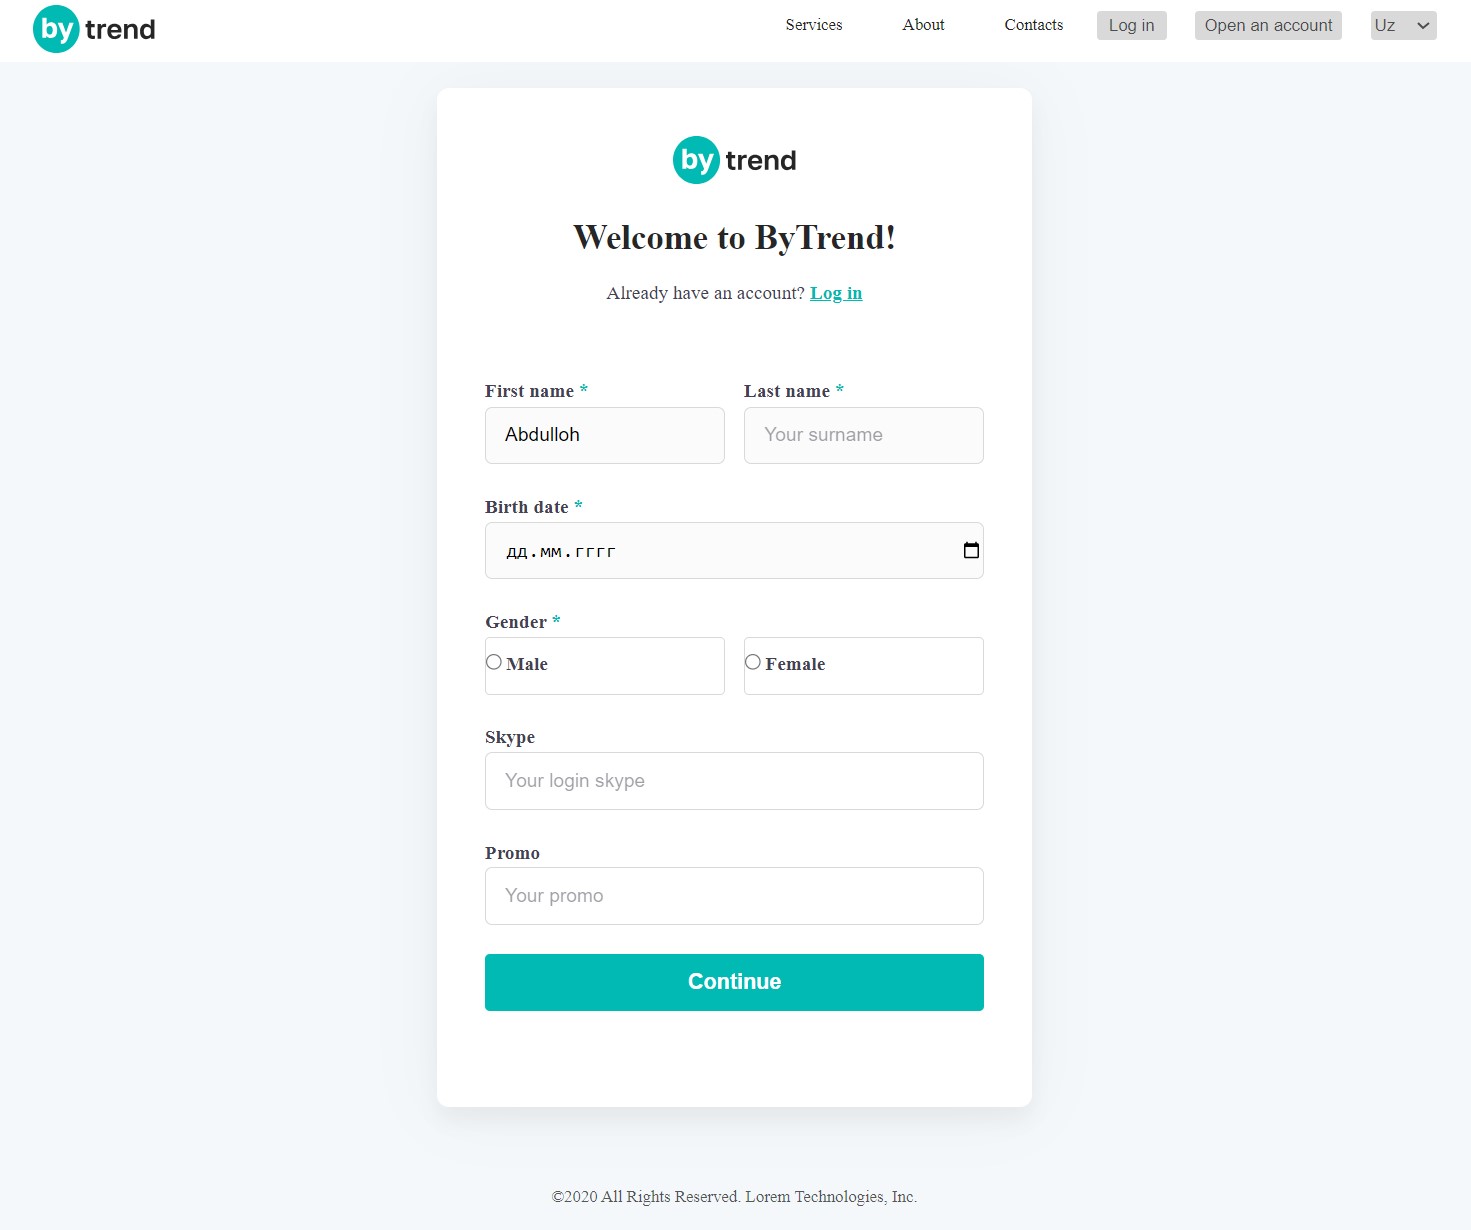 by trend Services About Contacts Log in Open an account Uz
by trend
Welcome to ByTrend!
Already have an account? Log in
First name * Last name *
Abdulloh Your surname
Birth date *
дд.мм.гггг
Gender *
Male Female
Skype
Your login skype
Promo
Your promo
Continue
©2020 All Rights Reserved. Lorem Technologies, Inc.